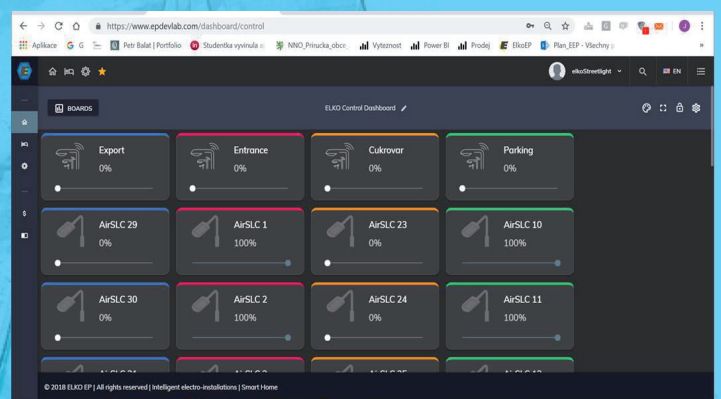 https://www.epdevlab.com/dashboard/control
Aplikace G Petr Balat | Portfolio Studentka vyvinula a NNO_Prirucka_obce_ Vyteznost Power BI Prodej ElkoEP Plan_EEP - Všechny p »
elkoStreetlight EN
BOARDS ELKO Control Dashboard
Export Entrance Cukrovar Parking
0% 0% 0% 0%
AirSLC 29 AirSLC 1 AirSLC 23 AirSLC 10
0% 100% 0% 100%
AirSLC 30 AirSLC 2 AirSLC 24 AirSLC 11
0% 100% 0% 100%
© 2018 ELKO EP | All rights reserved | Intelligent electro-installations | Smart Home